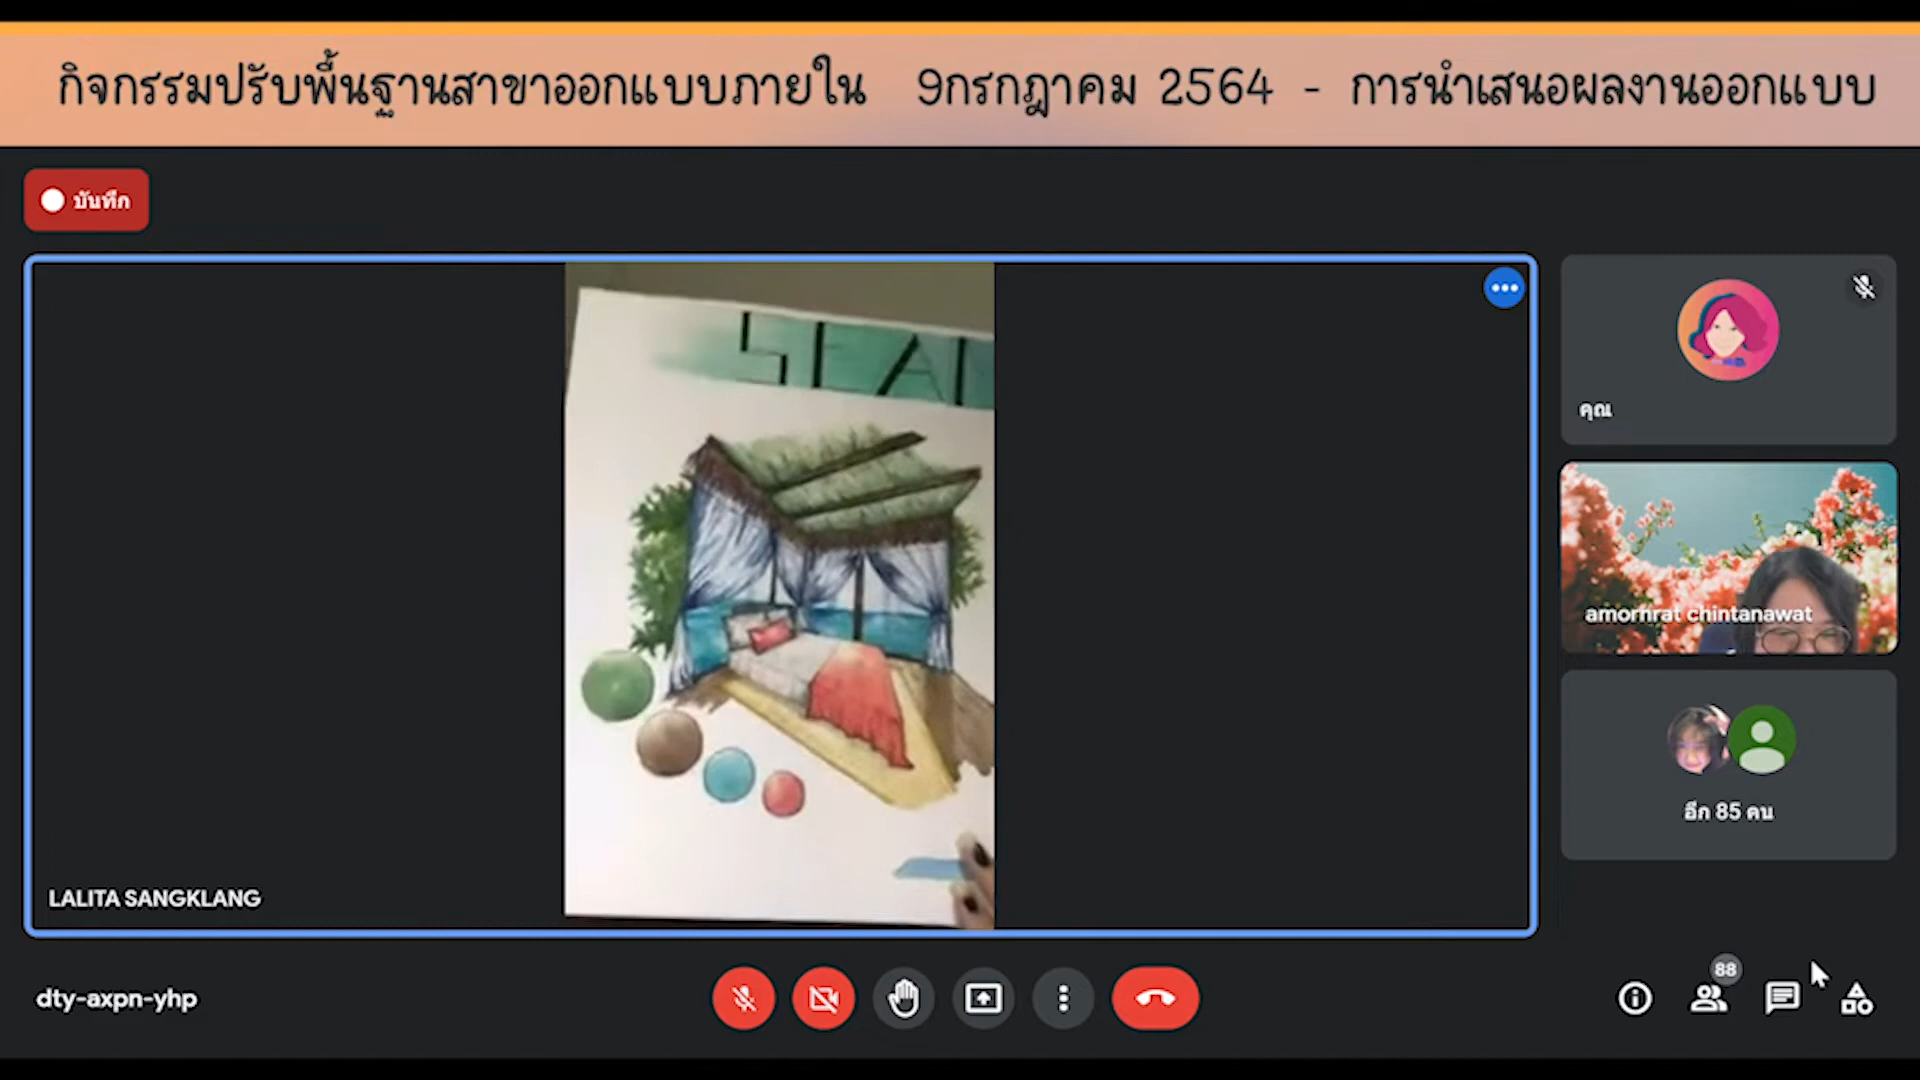 กิจกรรมปรับพื้นฐานสาขาออกแบบภายใน 9กรกฎาคม 2564 - การนำเสนอผลงานออกแบบ
บันทึก
คุณ
amornrat chintanawat
อีก 85 คน
LALITA SANGKLANG
dty-axpn-yhp
88